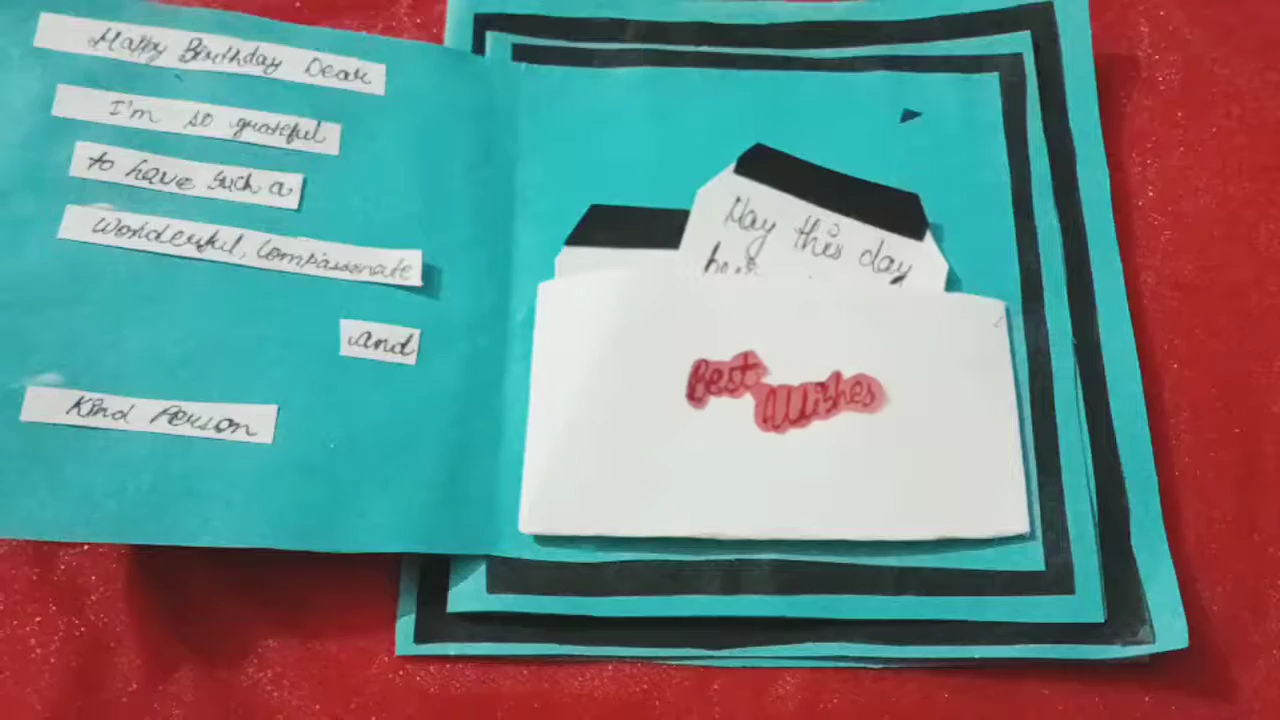 Happy Birthday Dear
I'm so grateful
to have such a
Wonderful, Compassionate
and
Kind Person
May this day
Best
Wishes